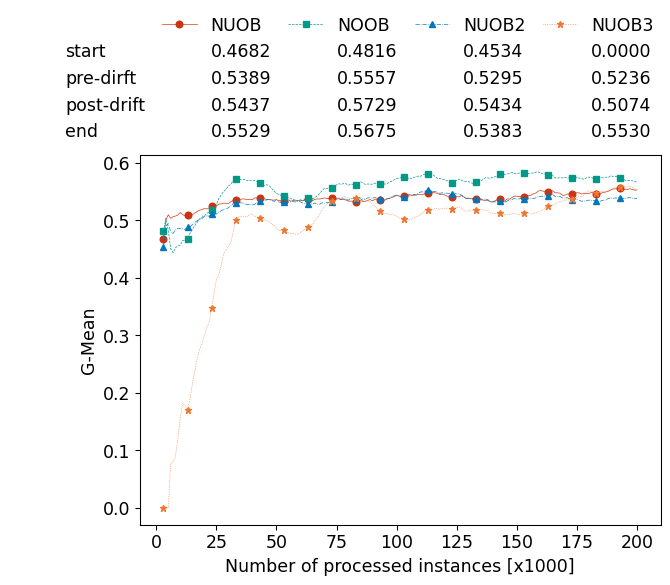 NUOB NOOB NUOB2 NUOB3
start 0.4682 0.4816 0.4534 0.0000
pre-dirft 0.5389 0.5557 0.5295 0.5236
post-drift 0.5437 0.5729 0.5434 0.5074
end 0.5529 0.5675 0.5383 0.5530
0.6
0.5
0.4
0.3
0.2
0.1
0.0
G-Mean
0 25 50 75 100 125 150 175 200
Number of processed instances [x1000]